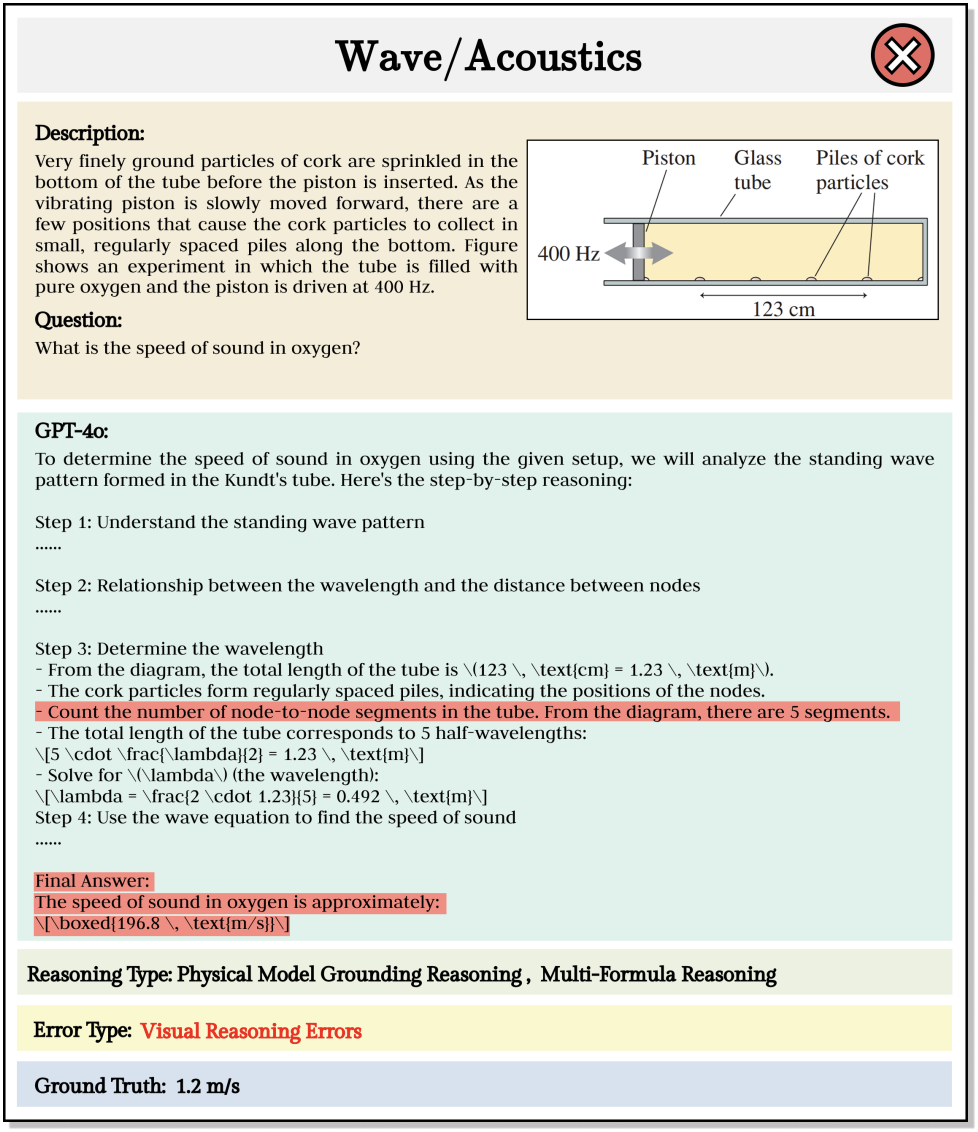 Wave/Acoustics
Description:
Very finely ground particles of cork are sprinkled in the
bottom of the tube before the piston is inserted. As the
vibrating piston is slowly moved forward, there are a
few positions that cause the cork particles to collect in
small, regularly spaced piles along the bottom. Figure
shows an experiment in which the tube is filled with
pure oxygen and the piston is driven at 400 Hz.
Question:
What is the speed of sound in oxygen?
Piston
Glass
tube
Piles of cork
particles
400 Hz
123 cm
GPT-4o:
To determine the speed of sound in oxygen using the given setup, we will analyze the standing wave
pattern formed in the Kundt's tube. Here's the step-by-step reasoning:
Step 1: Understand the standing wave pattern
......
Step 2: Relationship between the wavelength and the distance between nodes
......
Step 3: Determine the wavelength
- From the diagram, the total length of the tube is \(123 \, \text{cm} = 1.23 \, \text{m}\).
- The cork particles form regularly spaced piles, indicating the positions of the nodes.
- Count the number of node-to-node segments in the tube. From the diagram, there are 5 segments.
- The total length of the tube corresponds to 5 half-wavelengths:
\[5 \cdot \frac{\lambda}{2} = 1.23 \, \text{m}\]
- Solve for \(\lambda\) (the wavelength):
\[\lambda = \frac{2 \cdot 1.23}{5} = 0.492 \, \text{m}\]
Step 4: Use the wave equation to find the speed of sound
......
Final Answer:
The speed of sound in oxygen is approximately:
\[\boxed{196.8 \, \text{m/s}}\]
Reasoning Type: Physical Model Grounding Reasoning , Multi-Formula Reasoning
Error Type: Visual Reasoning Errors
Ground Truth: 1.2 m/s